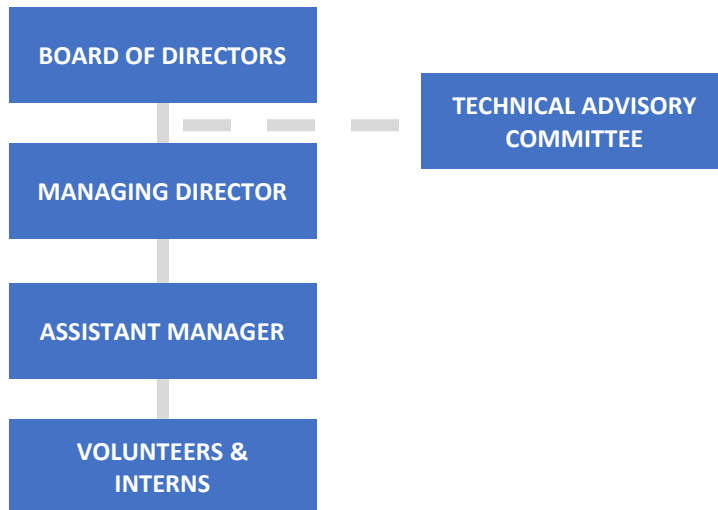 BOARD OF DIRECTORS
TECHNICAL ADVISORY
COMMITTEE
MANAGING DIRECTOR
ASSISTANT MANAGER
VOLUNTEERS &
INTERNS